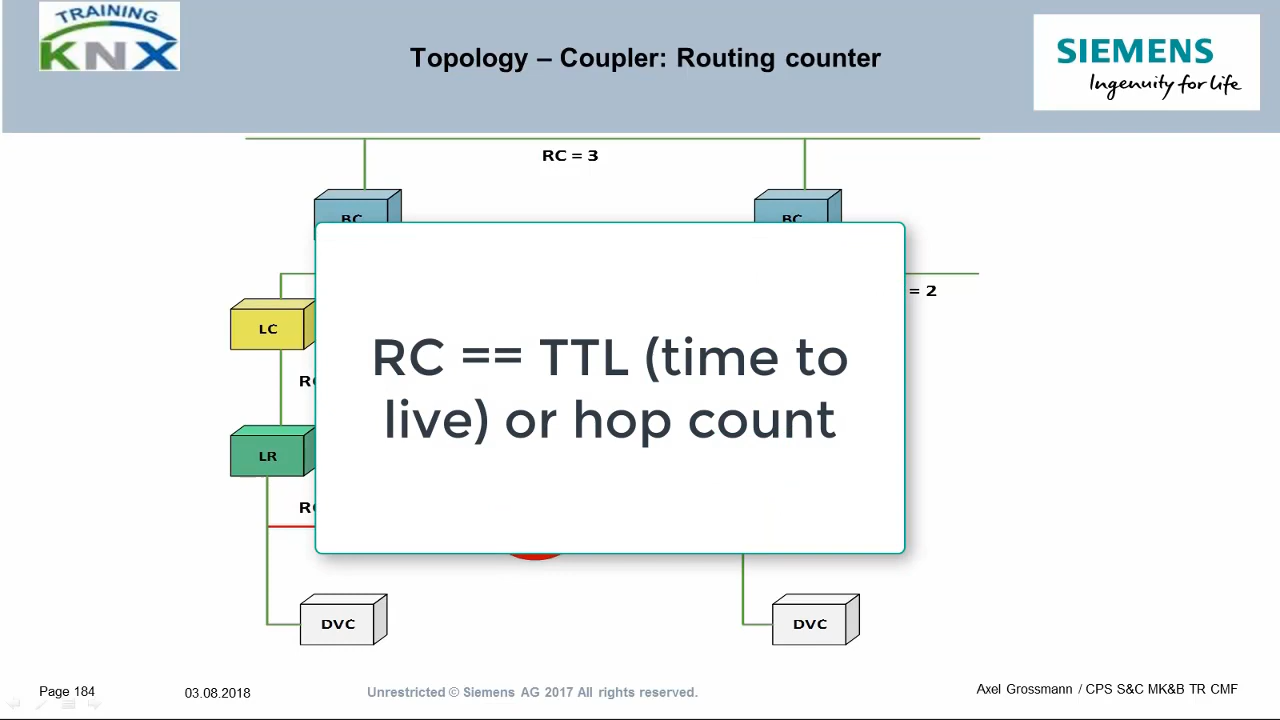 TRAINING
KNX
Topology – Coupler: Routing counter
SIEMENS
Ingenuity for life
RC = 3
BC
BC
= 2
LC
RC == TTL (time to
live) or hop count
LR
DVC
DVC
Page 184
03.08.2018
Unrestricted © Siemens AG 2017 All rights reserved.
Axel Grossmann / CPS S&C MK&B TR CMF